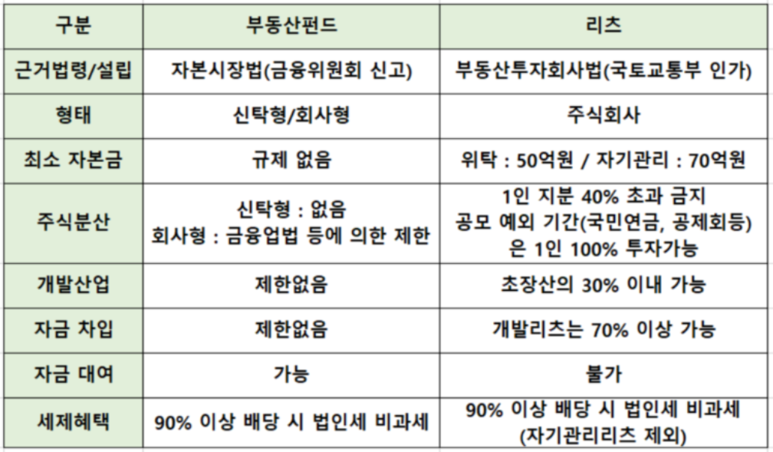 구분 부동산펀드 리츠
근거법령/설립 자본시장법(금융위원회 신고) 부동산투자회사법(국토교통부 인가)
형태 신탁형/회사형 주식회사
최소 자본금 규제 없음 위탁 : 50억원 / 자기관리 : 70억원
주식분산 신탁형 : 없음 1인 지분 40% 초과 금지
회사형 : 금융업법 등에 의한 제한 공모 예외 기간(국민연금, 공제회등)
은 1인 100% 투자가능
개발산업 제한없음 초장산의 30% 이내 가능
자금 차입 제한없음 개발리츠는 70% 이상 가능
자금 대여 가능 불가
세제혜택 90% 이상 배당 시 법인세 비과세 90% 이상 배당 시 법인세 비과세
(자기관리리츠 제외)